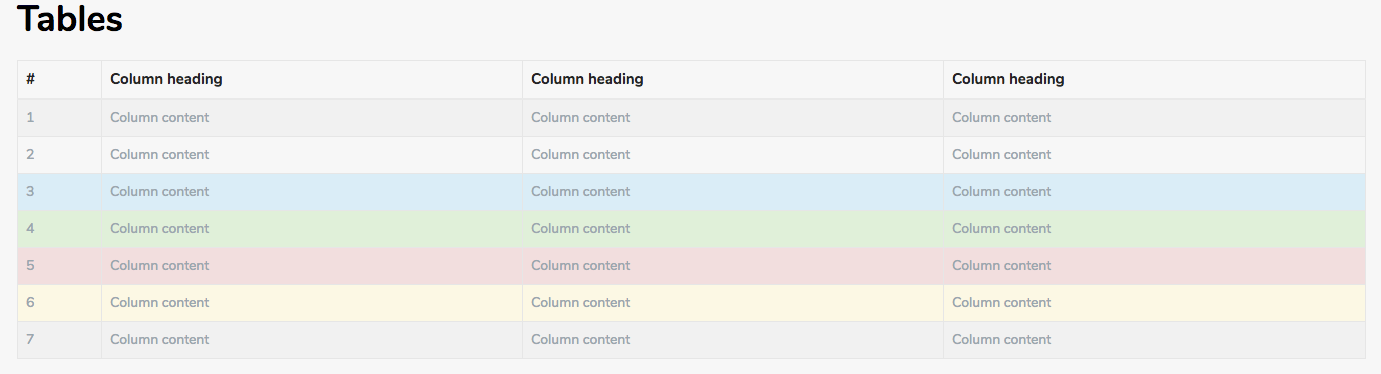 Tables
# Column heading Column heading Column heading
1 Column content Column content Column content
2 Column content Column content Column content
3 Column content Column content Column content
4 Column content Column content Column content
5 Column content Column content Column content
6 Column content Column content Column content
7 Column content Column content Column content